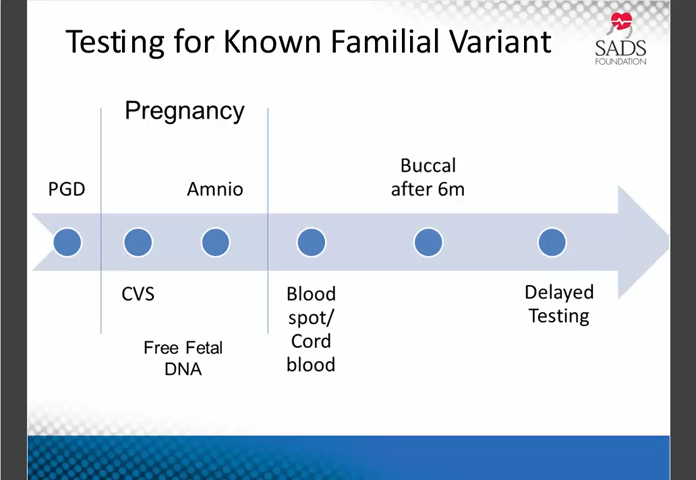 Testing for Known Familial Variant
SADS
FOUNDATION
Pregnancy
PGD
Amnio
Buccal
after 6m
CVS
Blood
spot/
Cord
blood
Delayed
Testing
Free Fetal
DNA